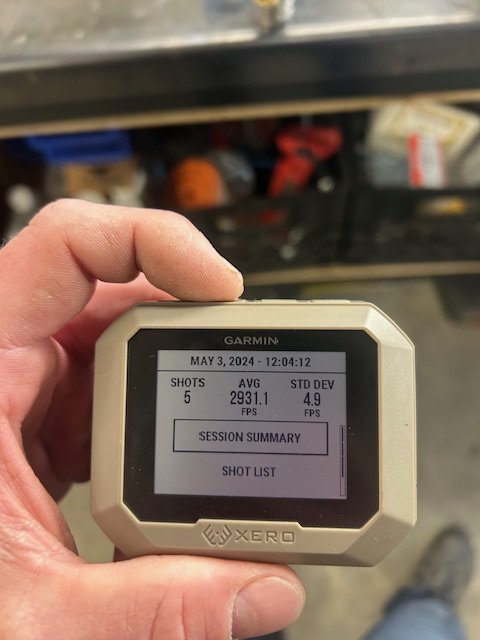 GARMIN
MAY 3, 2024 - 12:04:12
SHOTS AVG STD DEV
5 2931.1 4.9
FPS FPS
SESSION SUMMARY
SHOT LIST
XERO